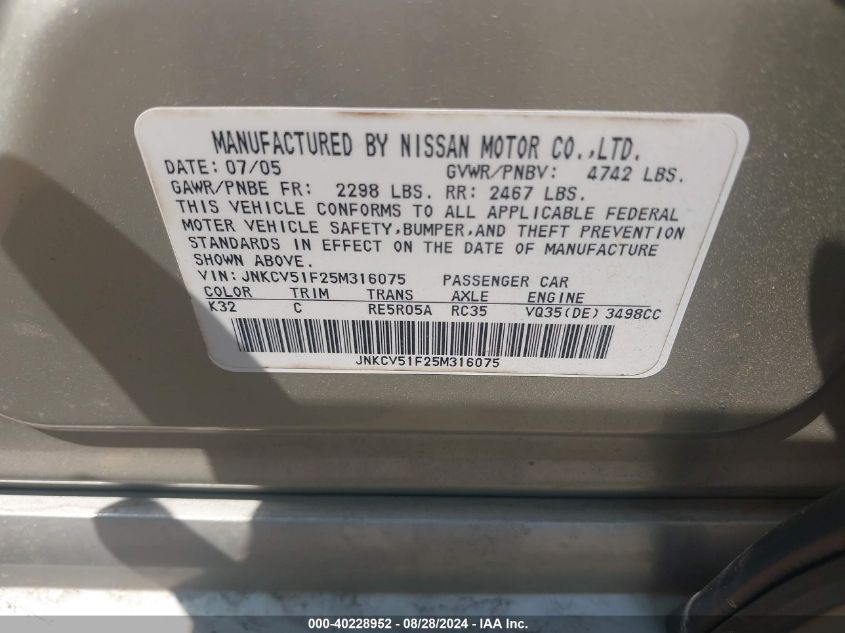 MANUFACTURED BY NISSAN MOTOR CO.,LTD.
DATE: 07/05 GVWR/PNBV: 4742 LBS.
GAWR/PNBE FR: 2298 LBS. RR: 2467 LBS.
THIS VEHICLE CONFORMS TO ALL APPLICABLE FEDERAL
MOTER VEHICLE SAFETY,BUMPER,AND THEFT PREVENTION
STANDARDS IN EFFECT ON THE DATE OF MANUFACTURE
SHOWN ABOVE.
VIN: JNKCV51F25M316075 PASSENGER CAR
COLOR TRIM TRANS AXLE ENGINE
K32 C RE5R05A RC35 VQ35(DE) 3498CC
JNKCV51F25M316075
000-40228952 - 08/28/2024 - IAAI.com